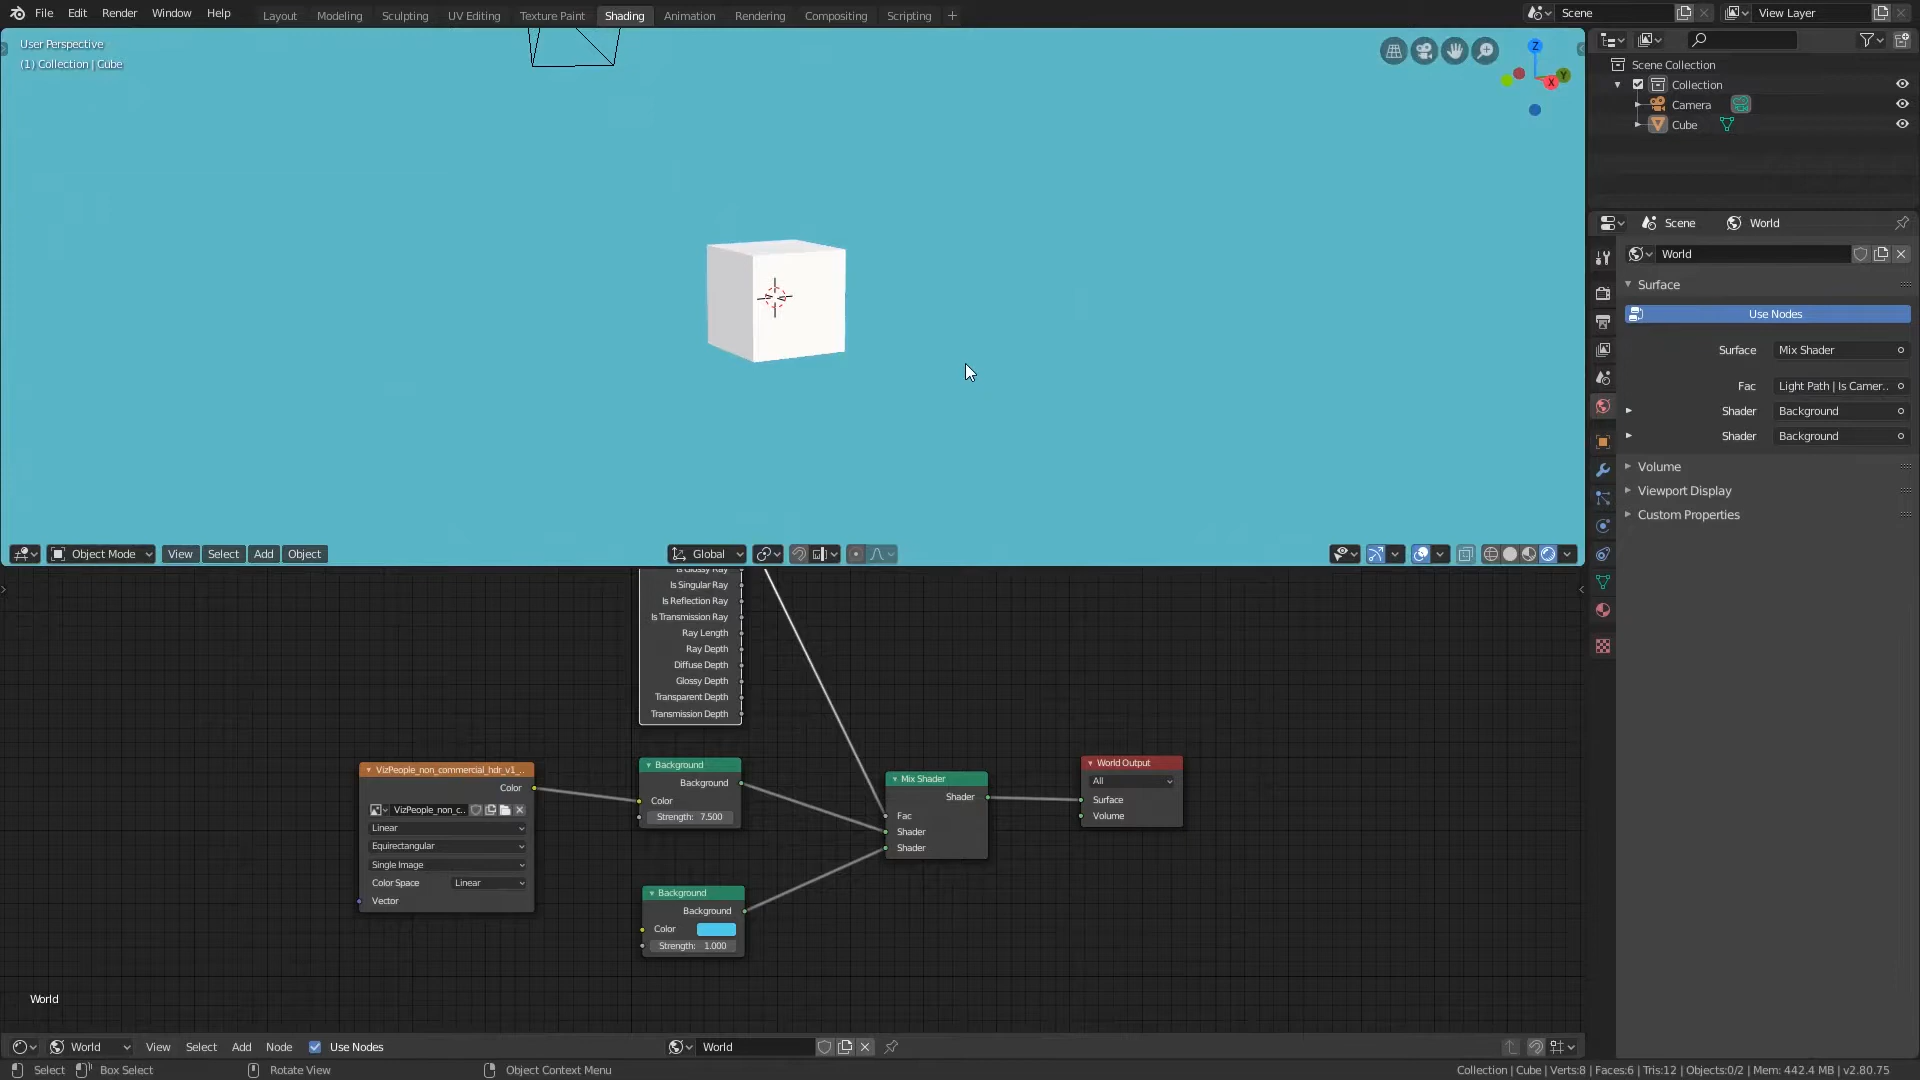 File Edit Render Window Help
Layout Modeling Sculpting UV Editing Texture Paint Shading Animation Rendering Compositing Scripting +
Scene
View Layer
User Perspective
(1) Collection | Cube
Z
X
Y
Scene Collection
Collection
Camera
Cube
Scene World
World
Surface
Use Nodes
Surface Mix Shader
Fac Light Path | Is Camer..
Shader Background
Shader Background
Volume
Viewport Display
Custom Properties
Object Mode View Select Add Object
Global
Is Glossy Ray
Is Singular Ray
Is Reflection Ray
Is Transmission Ray
Ray Length
Ray Depth
Diffuse Depth
Glossy Depth
Transparent Depth
Transmission Depth
VizPeople_non_commercial_hdr_v1_..
Color
VizPeople_non_c..
Linear
Equirectangular
Single Image
Color Space Linear
Vector
Background
Background
Color
Strength: 7.500
Background
Background
Color
Strength: 1.000
Mix Shader
Shader
Fac
Shader
Shader
World Output
All
Surface
Volume
World
World View Select Add Node Use Nodes
World
Select Box Select Rotate View Object Context Menu
Collection | Cube | Verts:8 | Faces:6 | Tris:12 | Objects:0/2 | Mem: 442.4 MB | v2.80.75